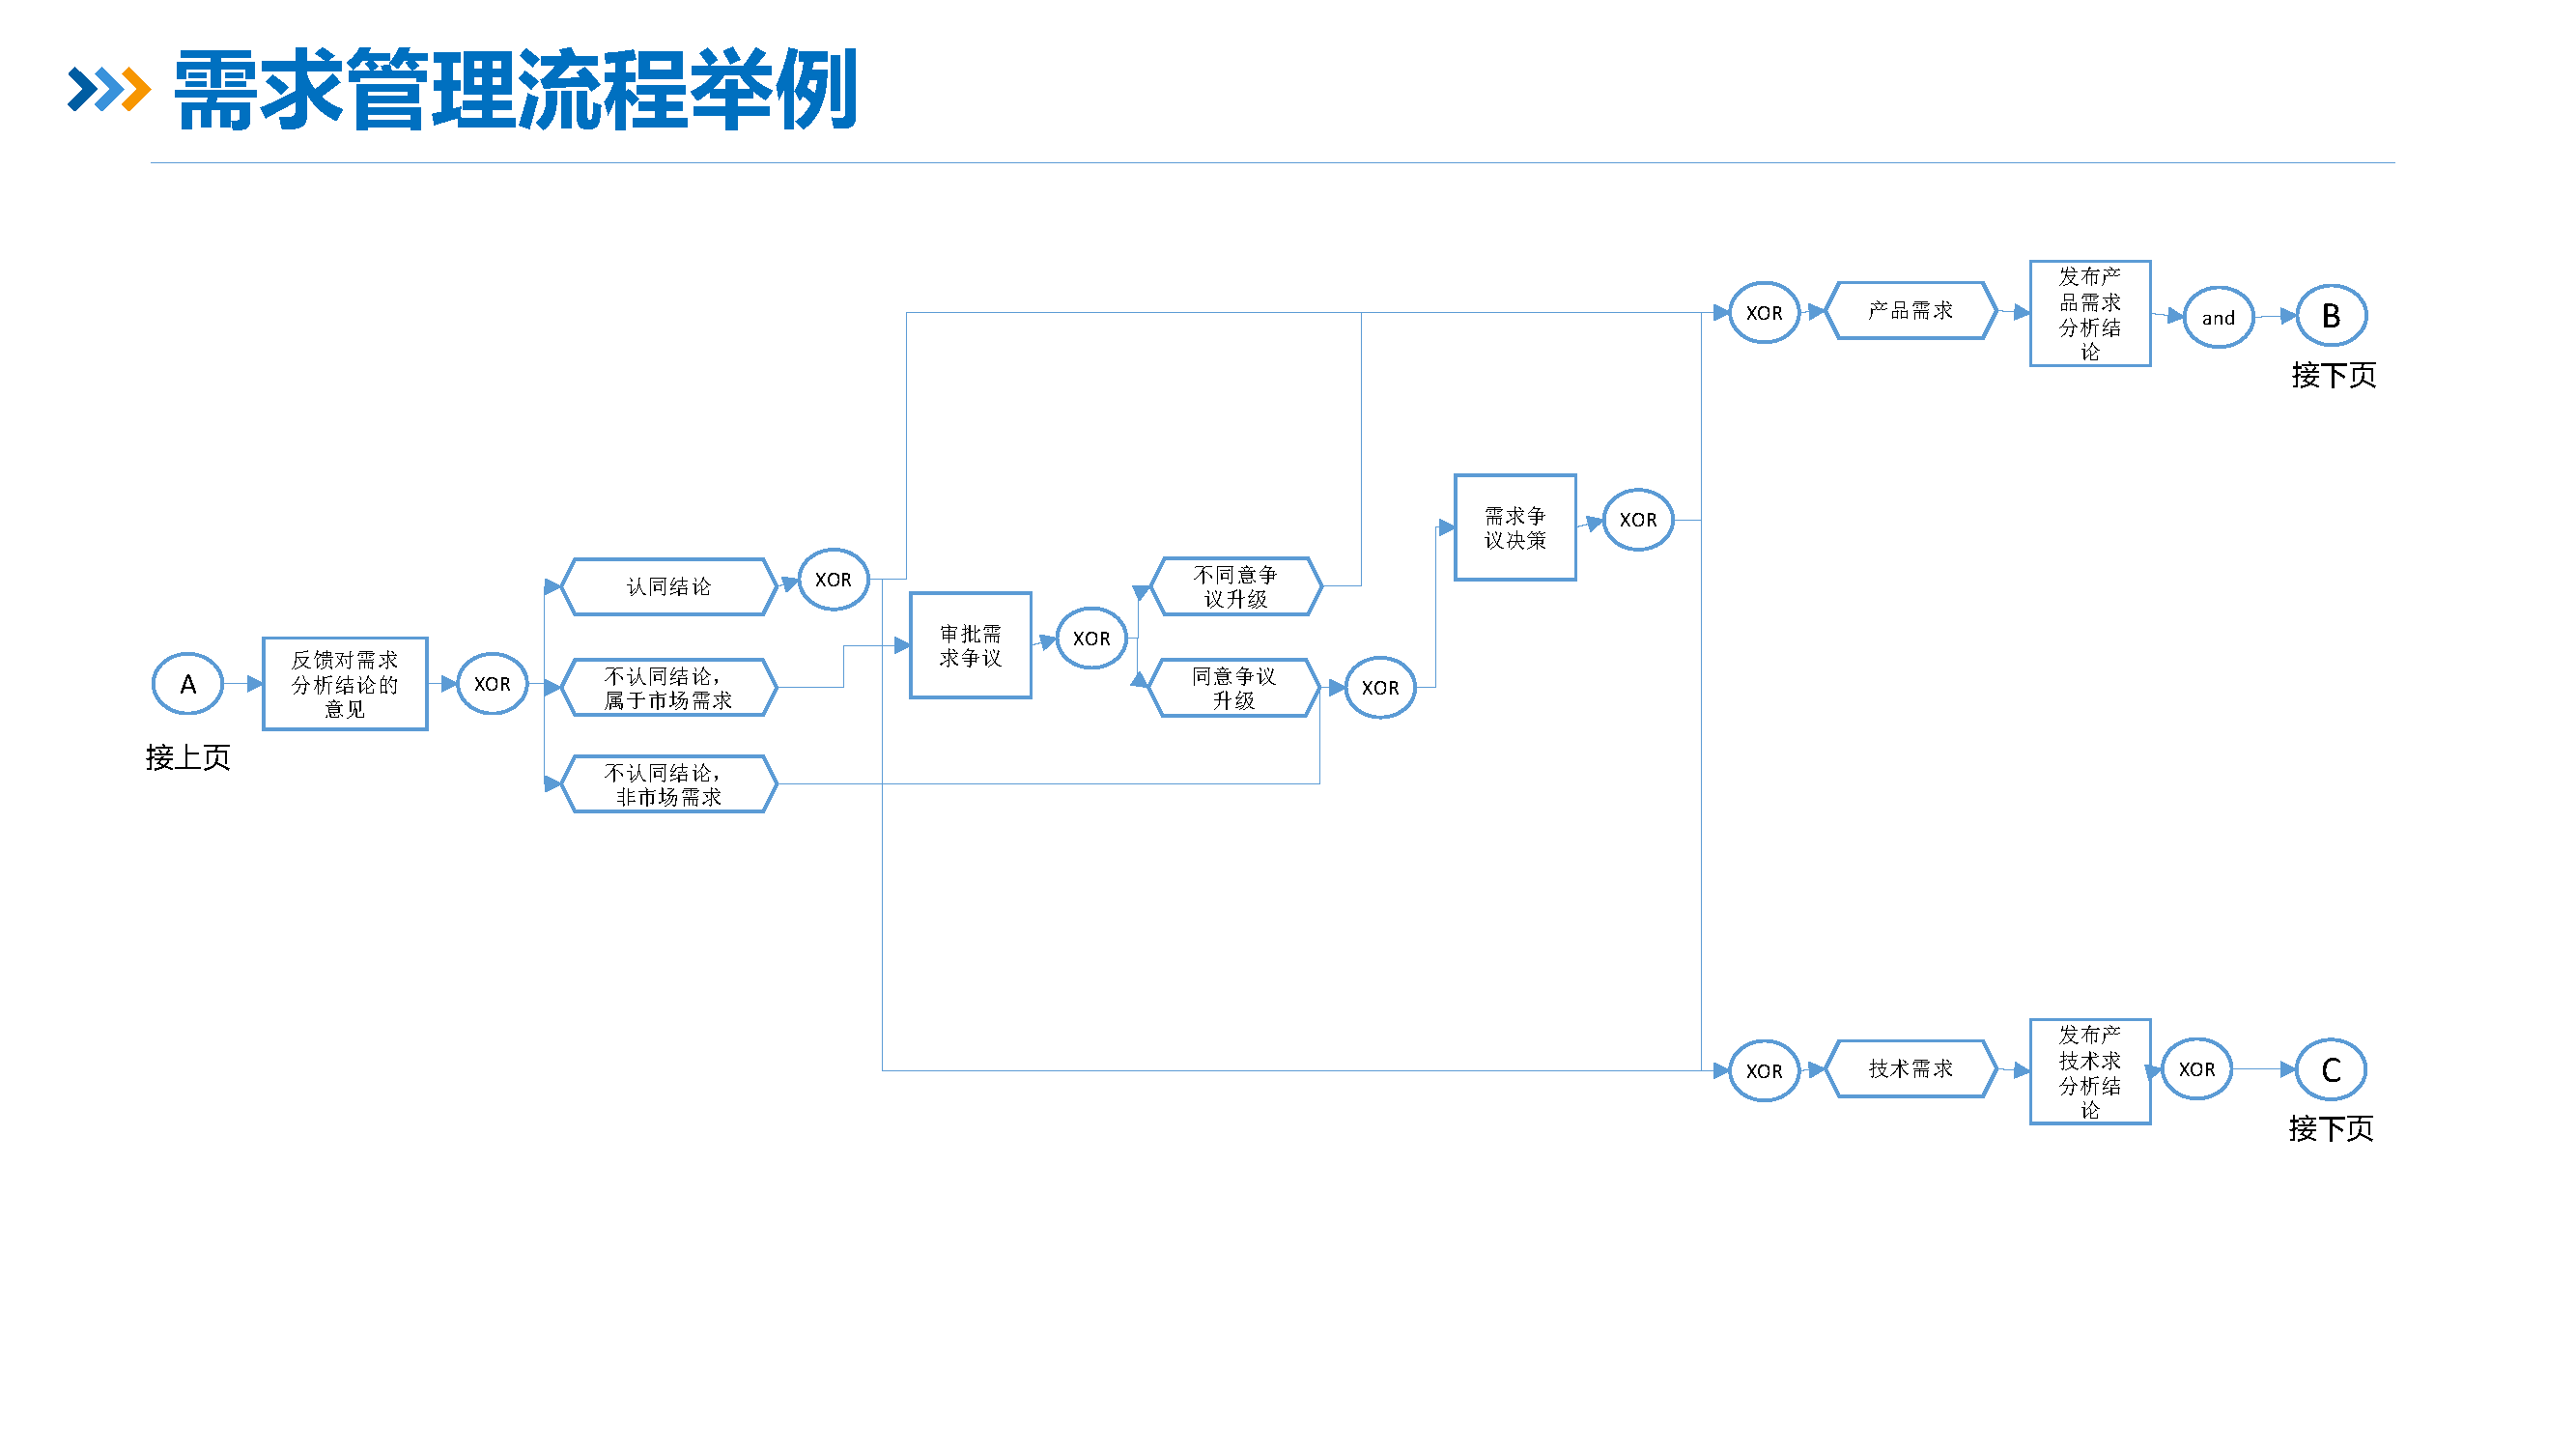 需求管理流程举例
A
接上页
反馈对需求
分析结论的
意见
XOR
认同结论
XOR
不认同结论，
属于市场需求
不认同结论，
非市场需求
审批需
求争议
XOR
不同意争
议升级
同意争议
升级
XOR
需求争
议决策
XOR
XOR
产品需求
发布产
品需求
分析结
论
and
B
接下页
XOR
技术需求
发布产
技术求
分析结
论
XOR
C
接下页